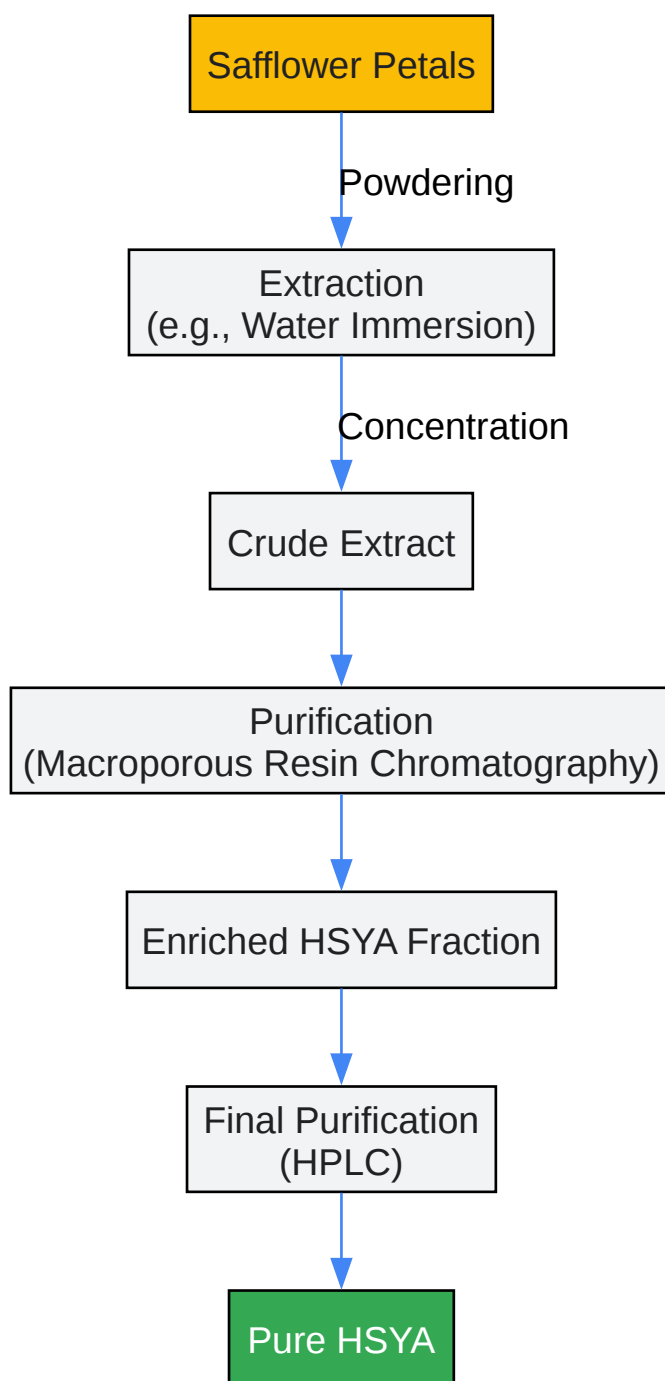 Safflower Petals
Powdering
Extraction
(e.g., Water Immersion)
Concentration
Crude Extract
Purification
(Macroporous Resin Chromatography)
Enriched HSYA Fraction
Final Purification
(HPLC)
Pure HSYA